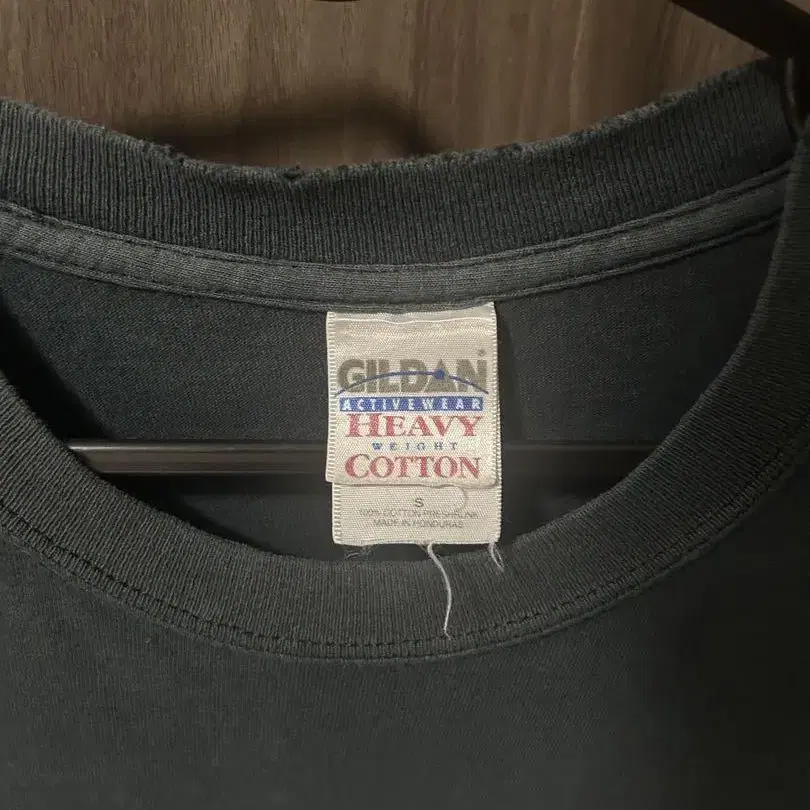 GILDAN
ACTIVEWEAR
HEAVY
WEIGHT
COTTON
S
100% COTTON PRESHRUNK
MADE IN HONDURAS